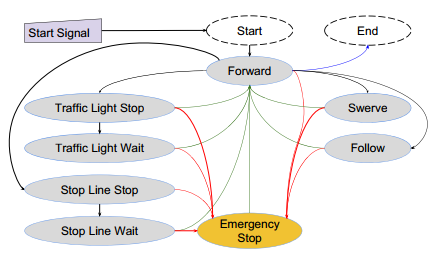 Start Signal
Start
End
Forward
Traffic Light Stop
Swerve
Traffic Light Wait
Follow
Stop Line Stop
Stop Line Wait
Emergency
Stop